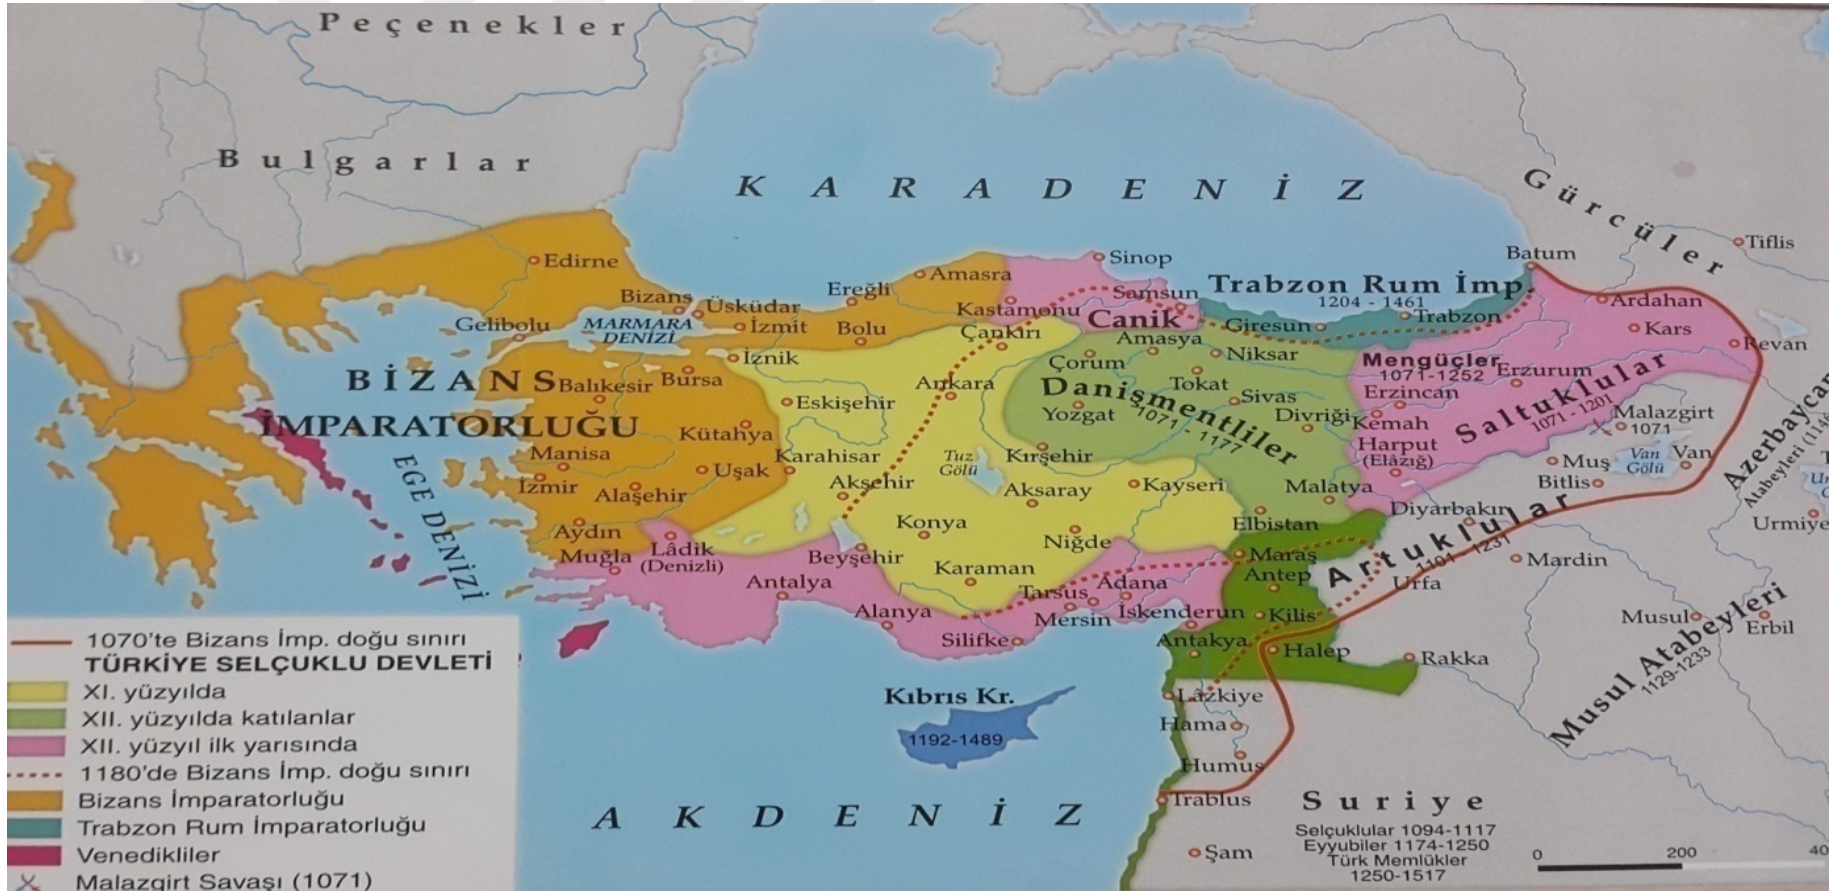 Peçenekler
Bulgarlar
KARADENİZ
Gürcüler
Tiflis
Batum
Sinop
Edirne
Amasra
Trabzon Rum İmp.
1204 - 1461
Ereğli
Samsun
Bizans
Üsküdar
Kastamonu
Ardahan
Gelibolu
MARMARA
DENİZİ
İzmit
Bolu
Çankırı
Canik
Giresun
Trabzon
Kars
Revan
İznik
Amasya
Niksar
Çorum
Mengüçler
1071-1252
Erzurum
BİZANS
İMPARATORLUĞU
Balıkesir
Bursa
Ankara
Danişmentliler
1071 - 1177
Tokat
Sivas
Erzincan
Saltuklular
1071 - 1201
Eskişehir
Yozgat
Divriği
Kemah
Malazgirt
1071
Kütahya
Harput
(Elâzığ)
Manisa
Uşak
Karahisar
Tuz
Gölü
Kırşehir
Muş
Van
Gölü
Van
Bitlis
İzmir
Alaşehir
Akşehir
Aksaray
Kayseri
Malatya
EGE DENİZİ
Konya
Elbistan
Diyarbakır
Urmiye
Aydın
Lâdik
(Denizli)
Niğde
Artuklular
1101 - 1231
Muğla
Beyşehir
Maraş
Mardin
Karaman
Antep
Urfa
Antalya
Tarsus
Adana
Alanya
Mersin
İskenderun
Kilis
Musul
Erbil
Silifke
Antakya
Halep
Rakka
Musul Atabeyleri
1129-1233
Azerbaycan
Atabeyleri (1146
Kıbrıs Kr.
1192-1489
Lâzkiye
Hama
Humus
Trablus
AKDENİZ
Suriye
Selçuklular 1094-1117
Eyyubiler 1174-1250
Türk Memlükler
1250-1517
Şam
0 200 40
1070'te Bizans İmp. doğu sınırı
TÜRKİYE SELÇUKLU DEVLETİ
XI. yüzyılda
XII. yüzyılda katılanlar
XII. yüzyıl ilk yarısında
1180'de Bizans İmp. doğu sınırı
Bizans İmparatorluğu
Trabzon Rum İmparatorluğu
Venedikliler
Malazgirt Savaşı (1071)